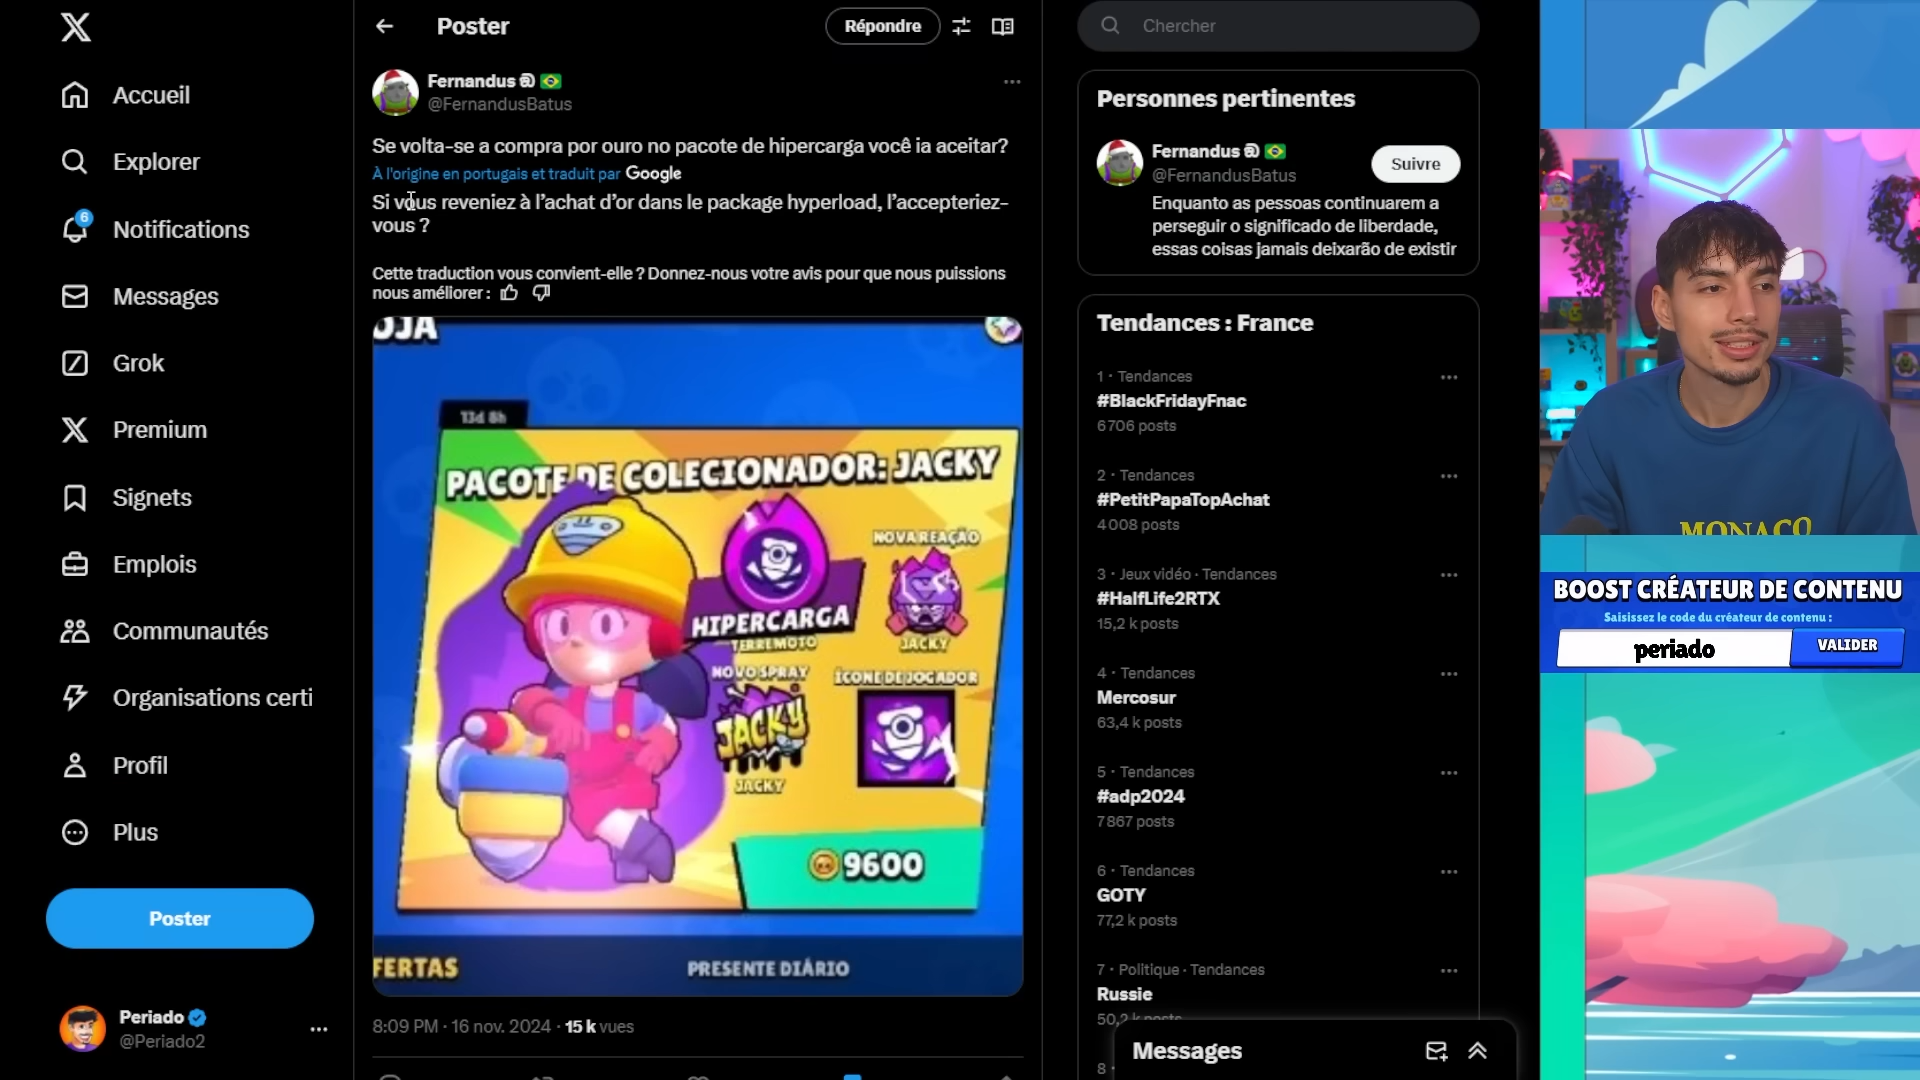 Accueil
Explorer
6
Notifications
Messages
Grok
Premium
Signets
Emplois
Communautés
Organisations certi
Profil
Plus
Poster
Periado
@Periado2
Poster
Répondre
Fernandus
@FernandusBatus
Se volta-se a compra por ouro no pacote de hipercarga você ia aceitar?
À l'origine en portugais et traduit par Google
Si vous reveniez à l'achat d'or dans le package hyperload, l'accepteriez-
vous ?
Cette traduction vous convient-elle ? Donnez-nous votre avis pour que nous puissions
nous améliorer :
OJA
13d 8h
PACOTE DE COLECIONADOR: JACKY
HIPERCARGA
TERREMOTO
NOVA REAÇÃO
JACKY
NOVO SPRAY
JACKY
JACKY
ÍCONE DE JOGADOR
9600
FERTAS
PRESENTE DIÁRIO
8:09 PM · 16 nov. 2024 · 15 k vues
Chercher
Personnes pertinentes
Fernandus
@FernandusBatus
Suivre
Enquanto as pessoas continuarem a
perseguir o significado de liberdade,
essas coisas jamais deixarão de existir
Tendances : France
1 · Tendances
#BlackFridayFnac
6 706 posts
2 · Tendances
#PetitPapaTopAchat
4 008 posts
3 · Jeux vidéo · Tendances
#HalfLife2RTX
15,2 k posts
4 · Tendances
Mercosur
63,4 k posts
5 · Tendances
#adp2024
7 867 posts
6 · Tendances
GOTY
77,2 k posts
7 · Politique · Tendances
Russie
50,2 k posts
8 ·
Messages
MONACO
BOOST CRÉATEUR DE CONTENU
Saisissez le code du créateur de contenu :
periado
VALIDER